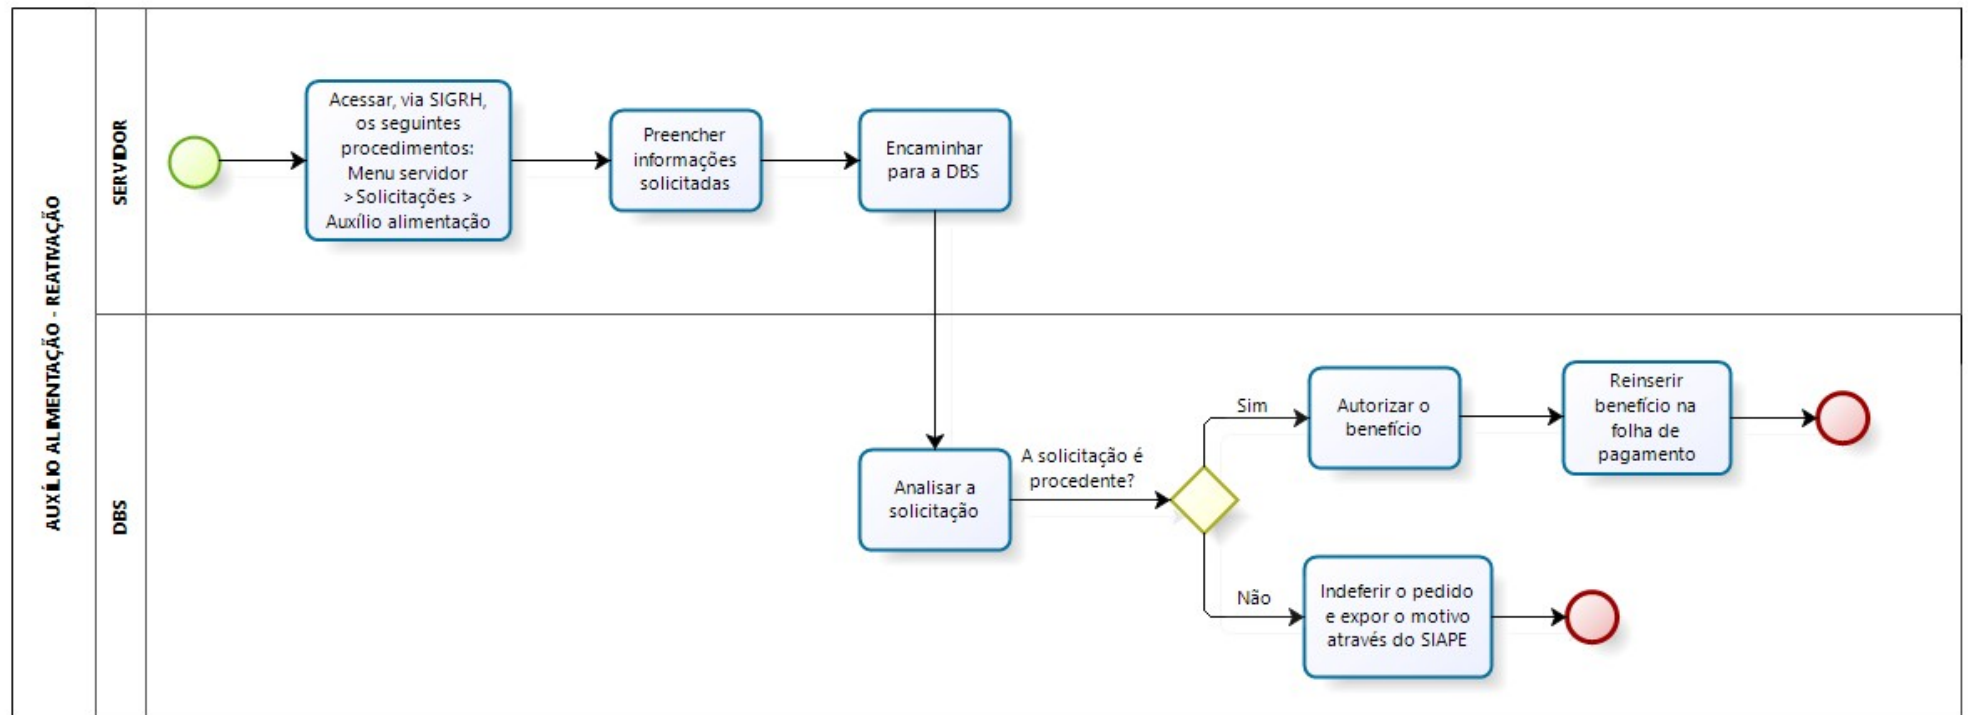 AUXÍLIO ALIMENTAÇÃO - REATIVAÇÃO
SERVIDOR
Acessar, via SIGRH,
os seguintes
procedimentos:
Menu servidor
>Solicitações >
Auxílio alimentação
Preencher
informações
solicitadas
Encaminhar
para a DBS
DBS
Analisar a
solicitação
A solicitação é
procedente?
Sim
Autorizar o
benefício
Reinserir
benefício na
folha de
pagamento
Não
Indeferir o pedido
e expor o motivo
através do SIAPE